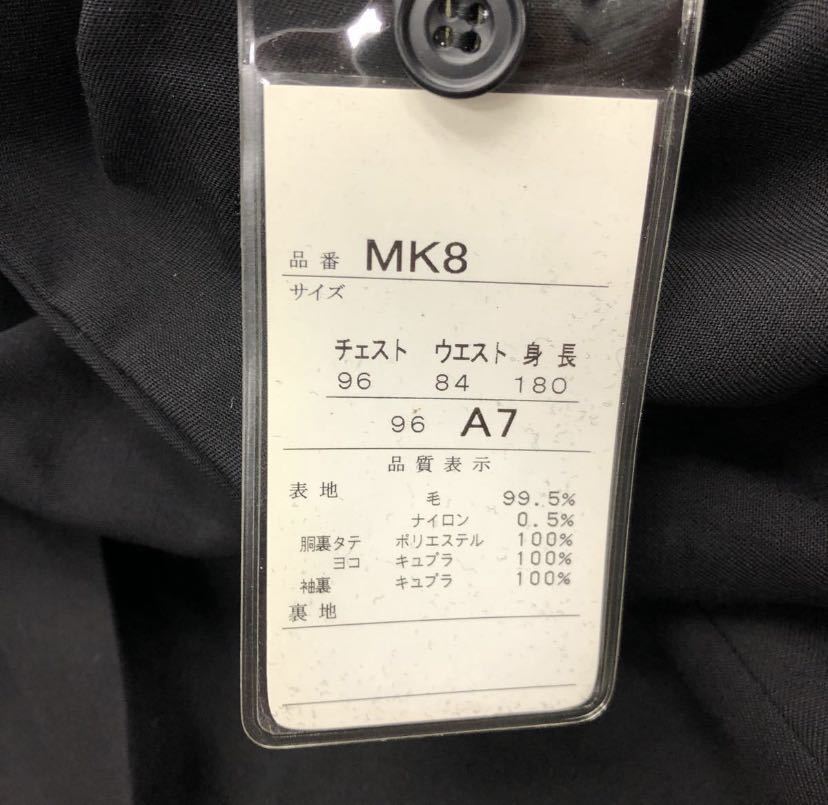 品番 MK8
サイズ
チェスト ウエスト 身長
96 84 180
96 A7
品質表示
表地 毛 99.5%
ナイロン 0.5%
胴裏タテ ポリエステル 100%
ヨコ キュプラ 100%
袖裏 キュプラ 100%
裏地